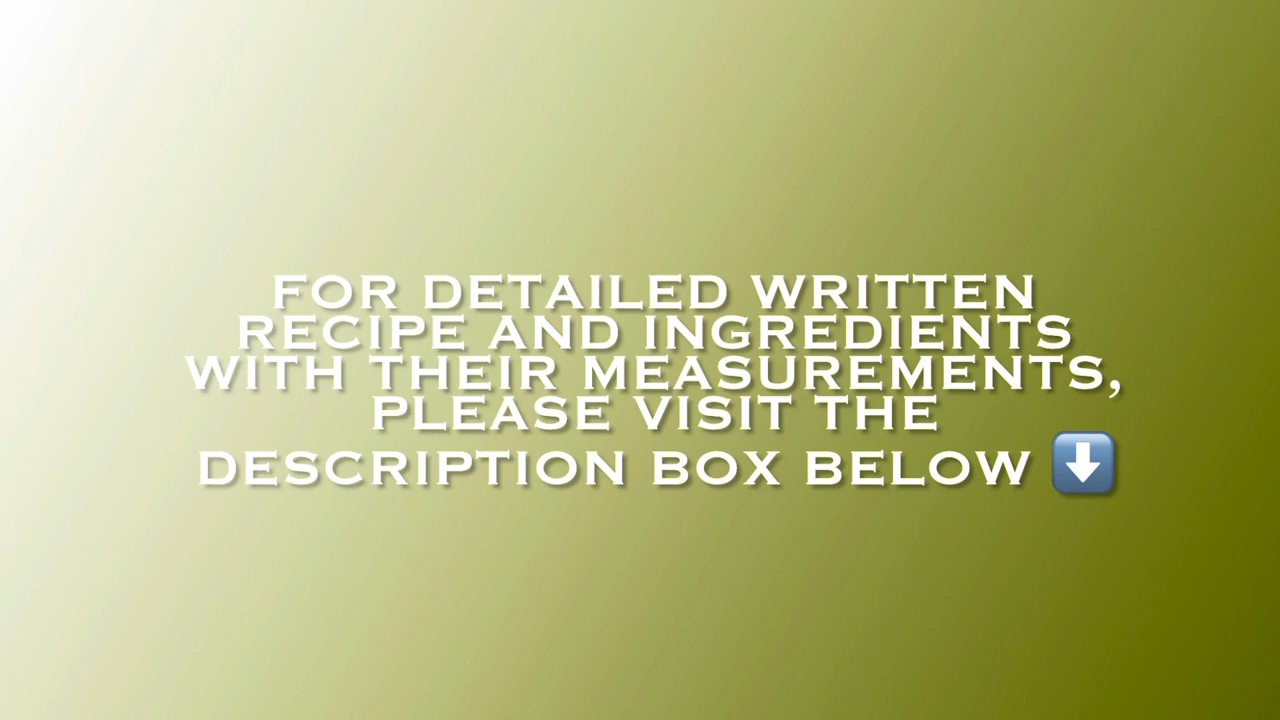 FOR DETAILED WRITTEN
RECIPE AND INGREDIENTS
WITH THEIR MEASUREMENTS,
PLEASE VISIT THE
DESCRIPTION BOX BELOW ⬇️